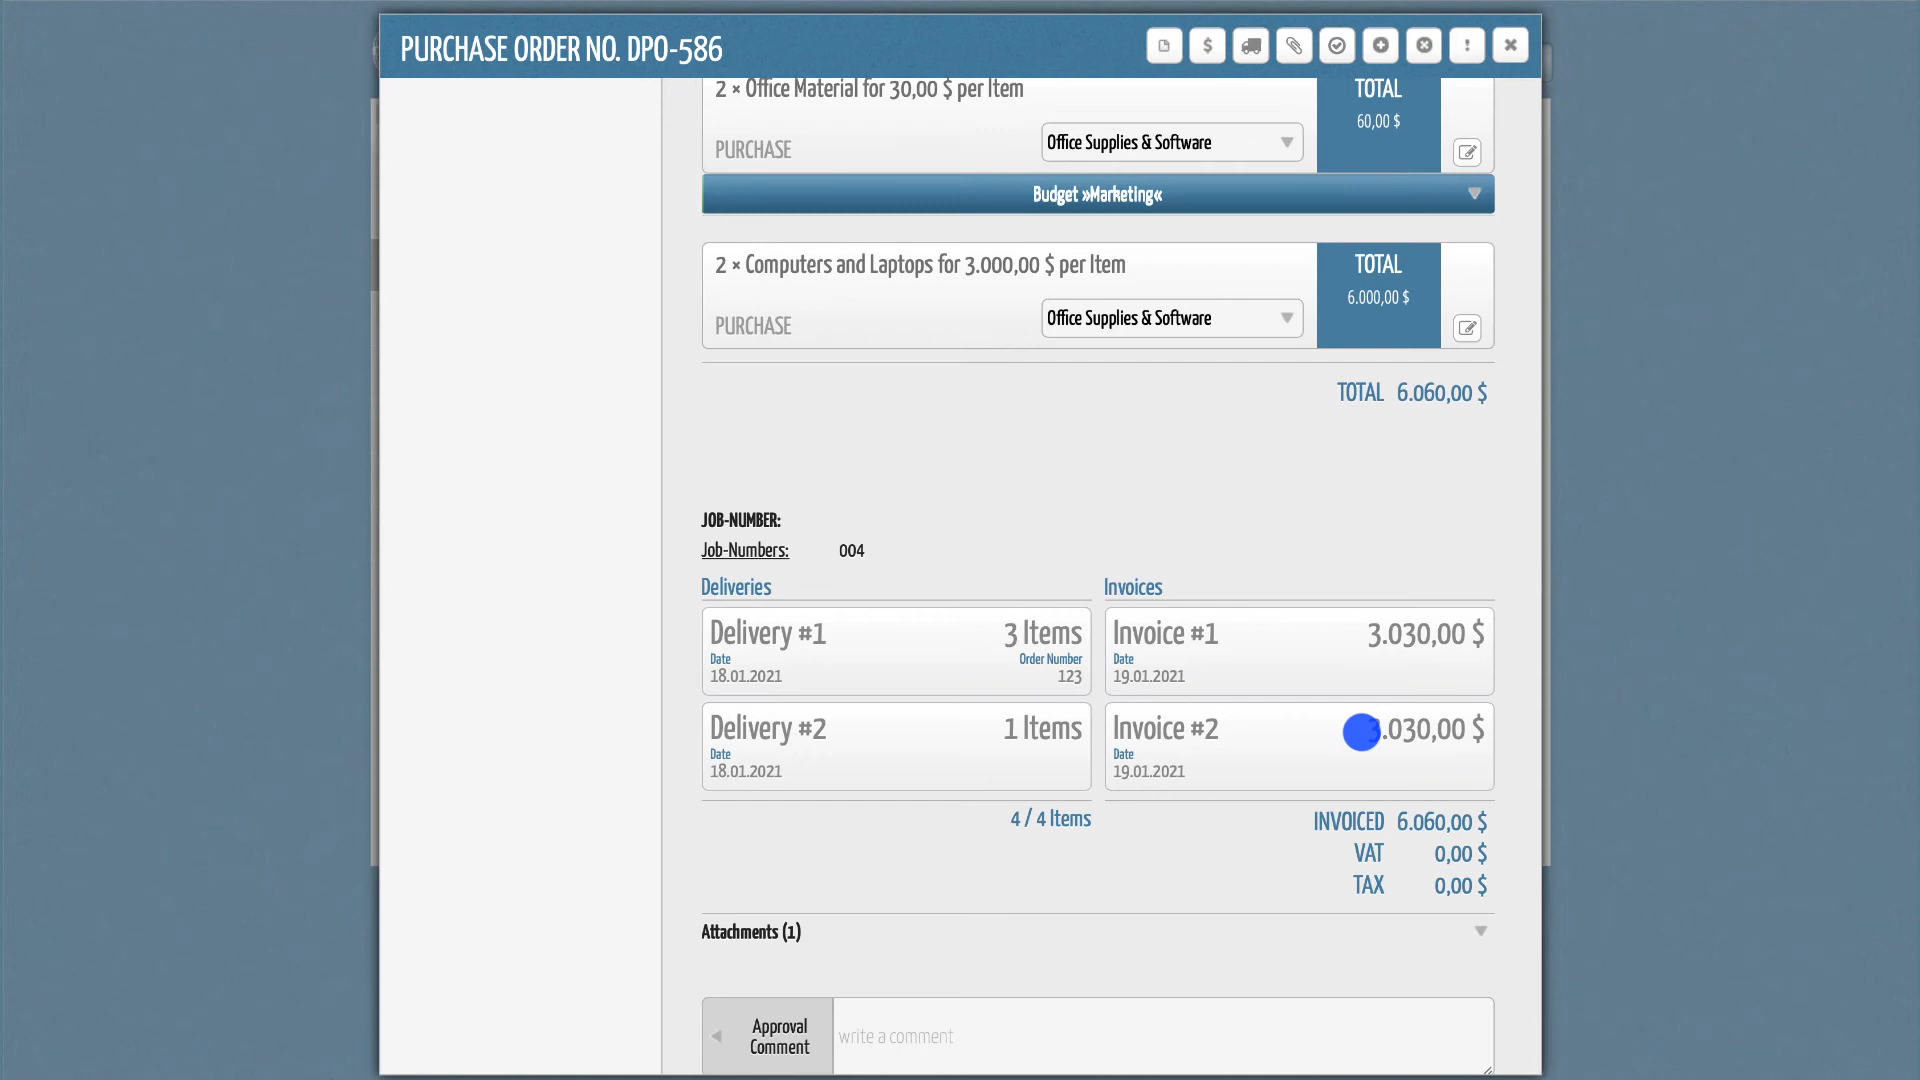 PURCHASE ORDER NO. DPO-586
2 × Office Material for 30,00 $ per Item
TOTAL
60,00 $
PURCHASE
Office Supplies & Software
Budget »Marketing«
2 × Computers and Laptops for 3.000,00 $ per Item
TOTAL
6.000,00 $
PURCHASE
Office Supplies & Software
TOTAL 6.060,00 $
JOB-NUMBER:
Job-Numbers: 004
Deliveries
Delivery #1 3 Items
Date Order Number
18.01.2021 123
Delivery #2 1 Items
Date
18.01.2021
4 / 4 Items
Invoices
Invoice #1 3.030,00 $
Date
19.01.2021
Invoice #2 3.030,00 $
Date
19.01.2021
INVOICED 6.060,00 $
VAT 0,00 $
TAX 0,00 $
Attachments (1)
Approval
Comment
write a comment